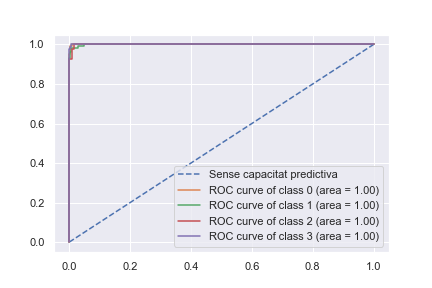 1.0
0.8
0.6
0.4
0.2
0.0
Sense capacitat predictiva
ROC curve of class 0 (area = 1.00)
ROC curve of class 1 (area = 1.00)
ROC curve of class 2 (area = 1.00)
ROC curve of class 3 (area = 1.00)
0.0 0.2 0.4 0.6 0.8 1.0